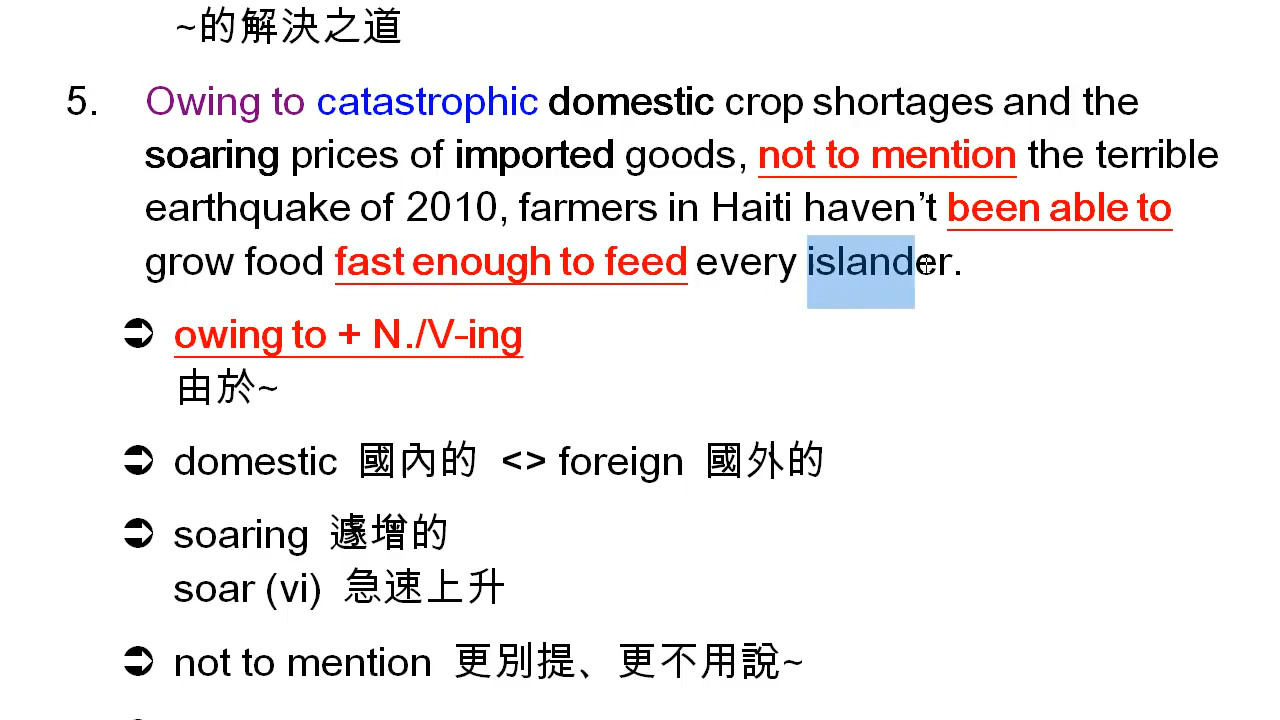 ~的解決之道
5. Owing to catastrophic domestic crop shortages and the
soaring prices of imported goods, not to mention the terrible
earthquake of 2010, farmers in Haiti haven't been able to
grow food fast enough to feed every islander.
➲ owing to + N./V-ing
由於~
➲ domestic 國內的 <> foreign 國外的
➲ soaring 遽增的
soar (vi) 急速上升
➲ not to mention 更別提、更不用說~